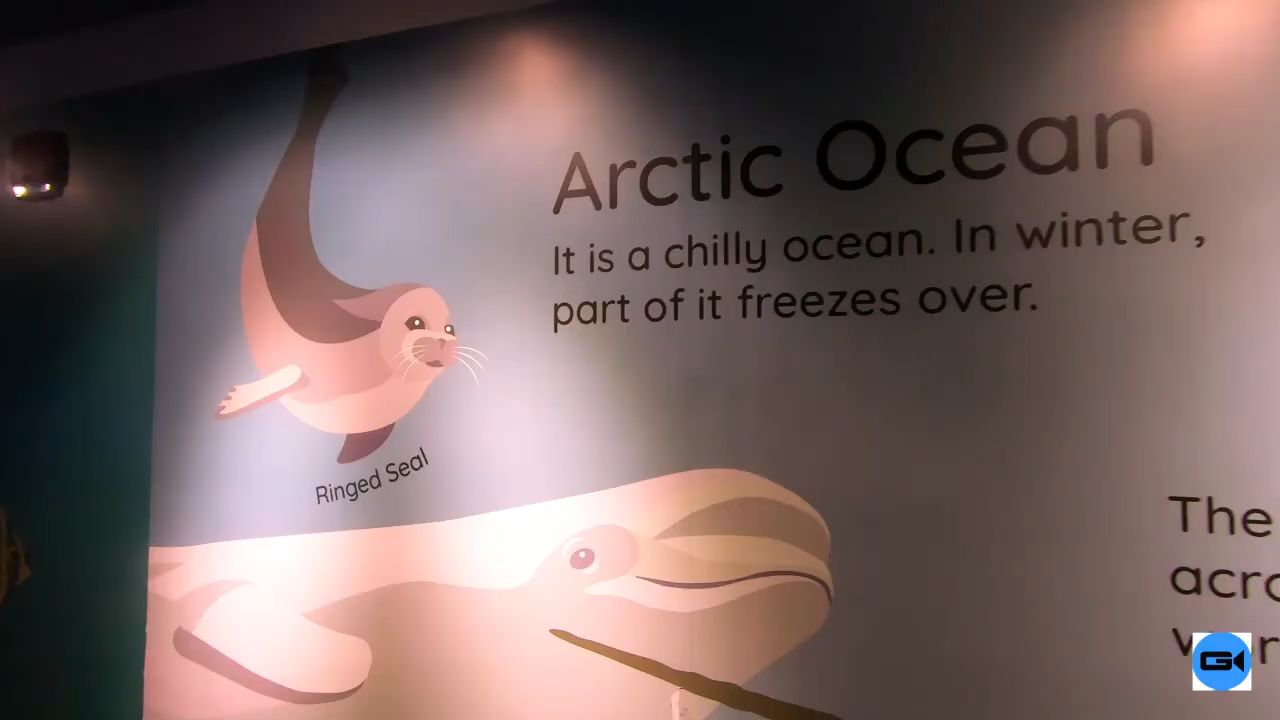 Arctic Ocean
It is a chilly ocean. In winter,
part of it freezes over.
Ringed Seal
The